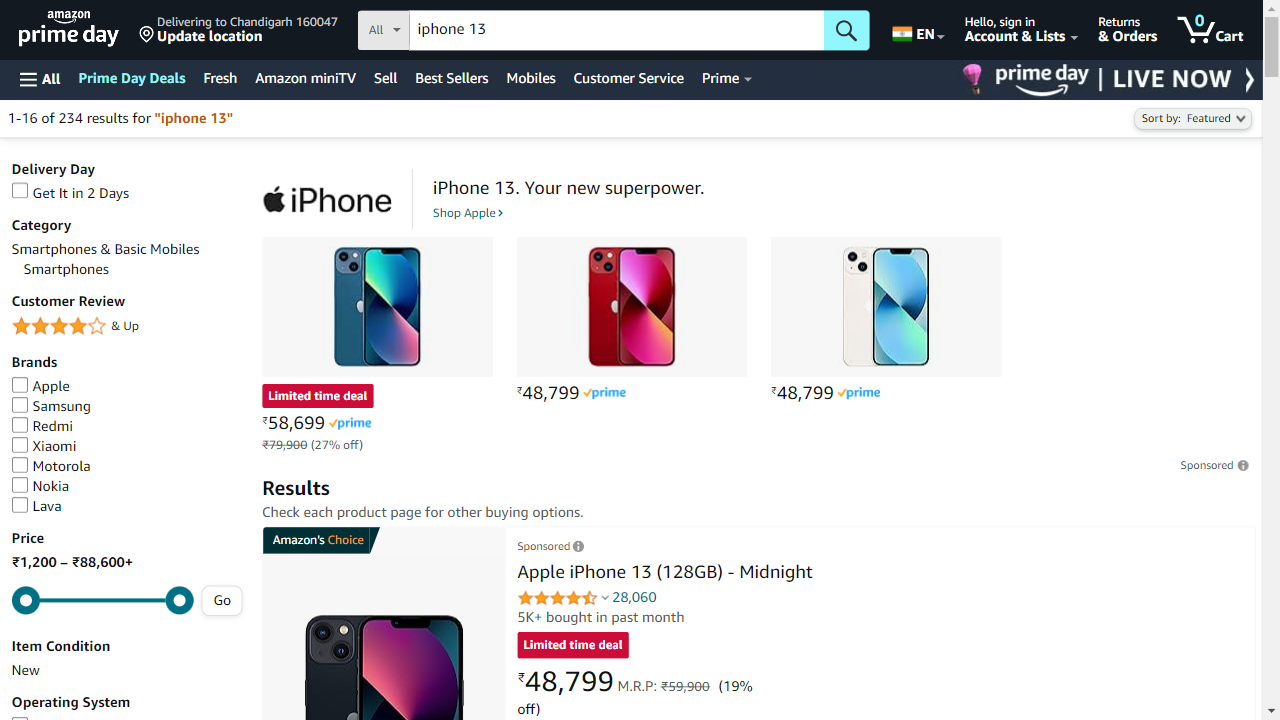 amazon
prime day
Delivering to Chandigarh 160047
Update location
All
iphone 13
EN
Hello, sign in
Account & Lists
Returns
& Orders
0
Cart
All
Prime Day Deals
Fresh
Amazon miniTV
Sell
Best Sellers
Mobiles
Customer Service
Prime
prime day | LIVE NOW
1-16 of 234 results for "iphone 13"
Sort by: Featured
Delivery Day
Get It in 2 Days
Category
Smartphones & Basic Mobiles
Smartphones
Customer Review
& Up
Brands
Apple
Samsung
Redmi
Xiaomi
Motorola
Nokia
Lava
Price
₹1,200 – ₹88,600+
Go
Item Condition
New
Operating System
iPhone
iPhone 13. Your new superpower.
Shop Apple ›
Limited time deal
₹58,699 prime
₹79,900 (27% off)
₹48,799 prime
₹48,799 prime
Sponsored
Results
Check each product page for other buying options.
Amazon's Choice
Sponsored
Apple iPhone 13 (128GB) - Midnight
28,060
5K+ bought in past month
Limited time deal
₹48,799 M.R.P: ₹59,900 (19%
off)